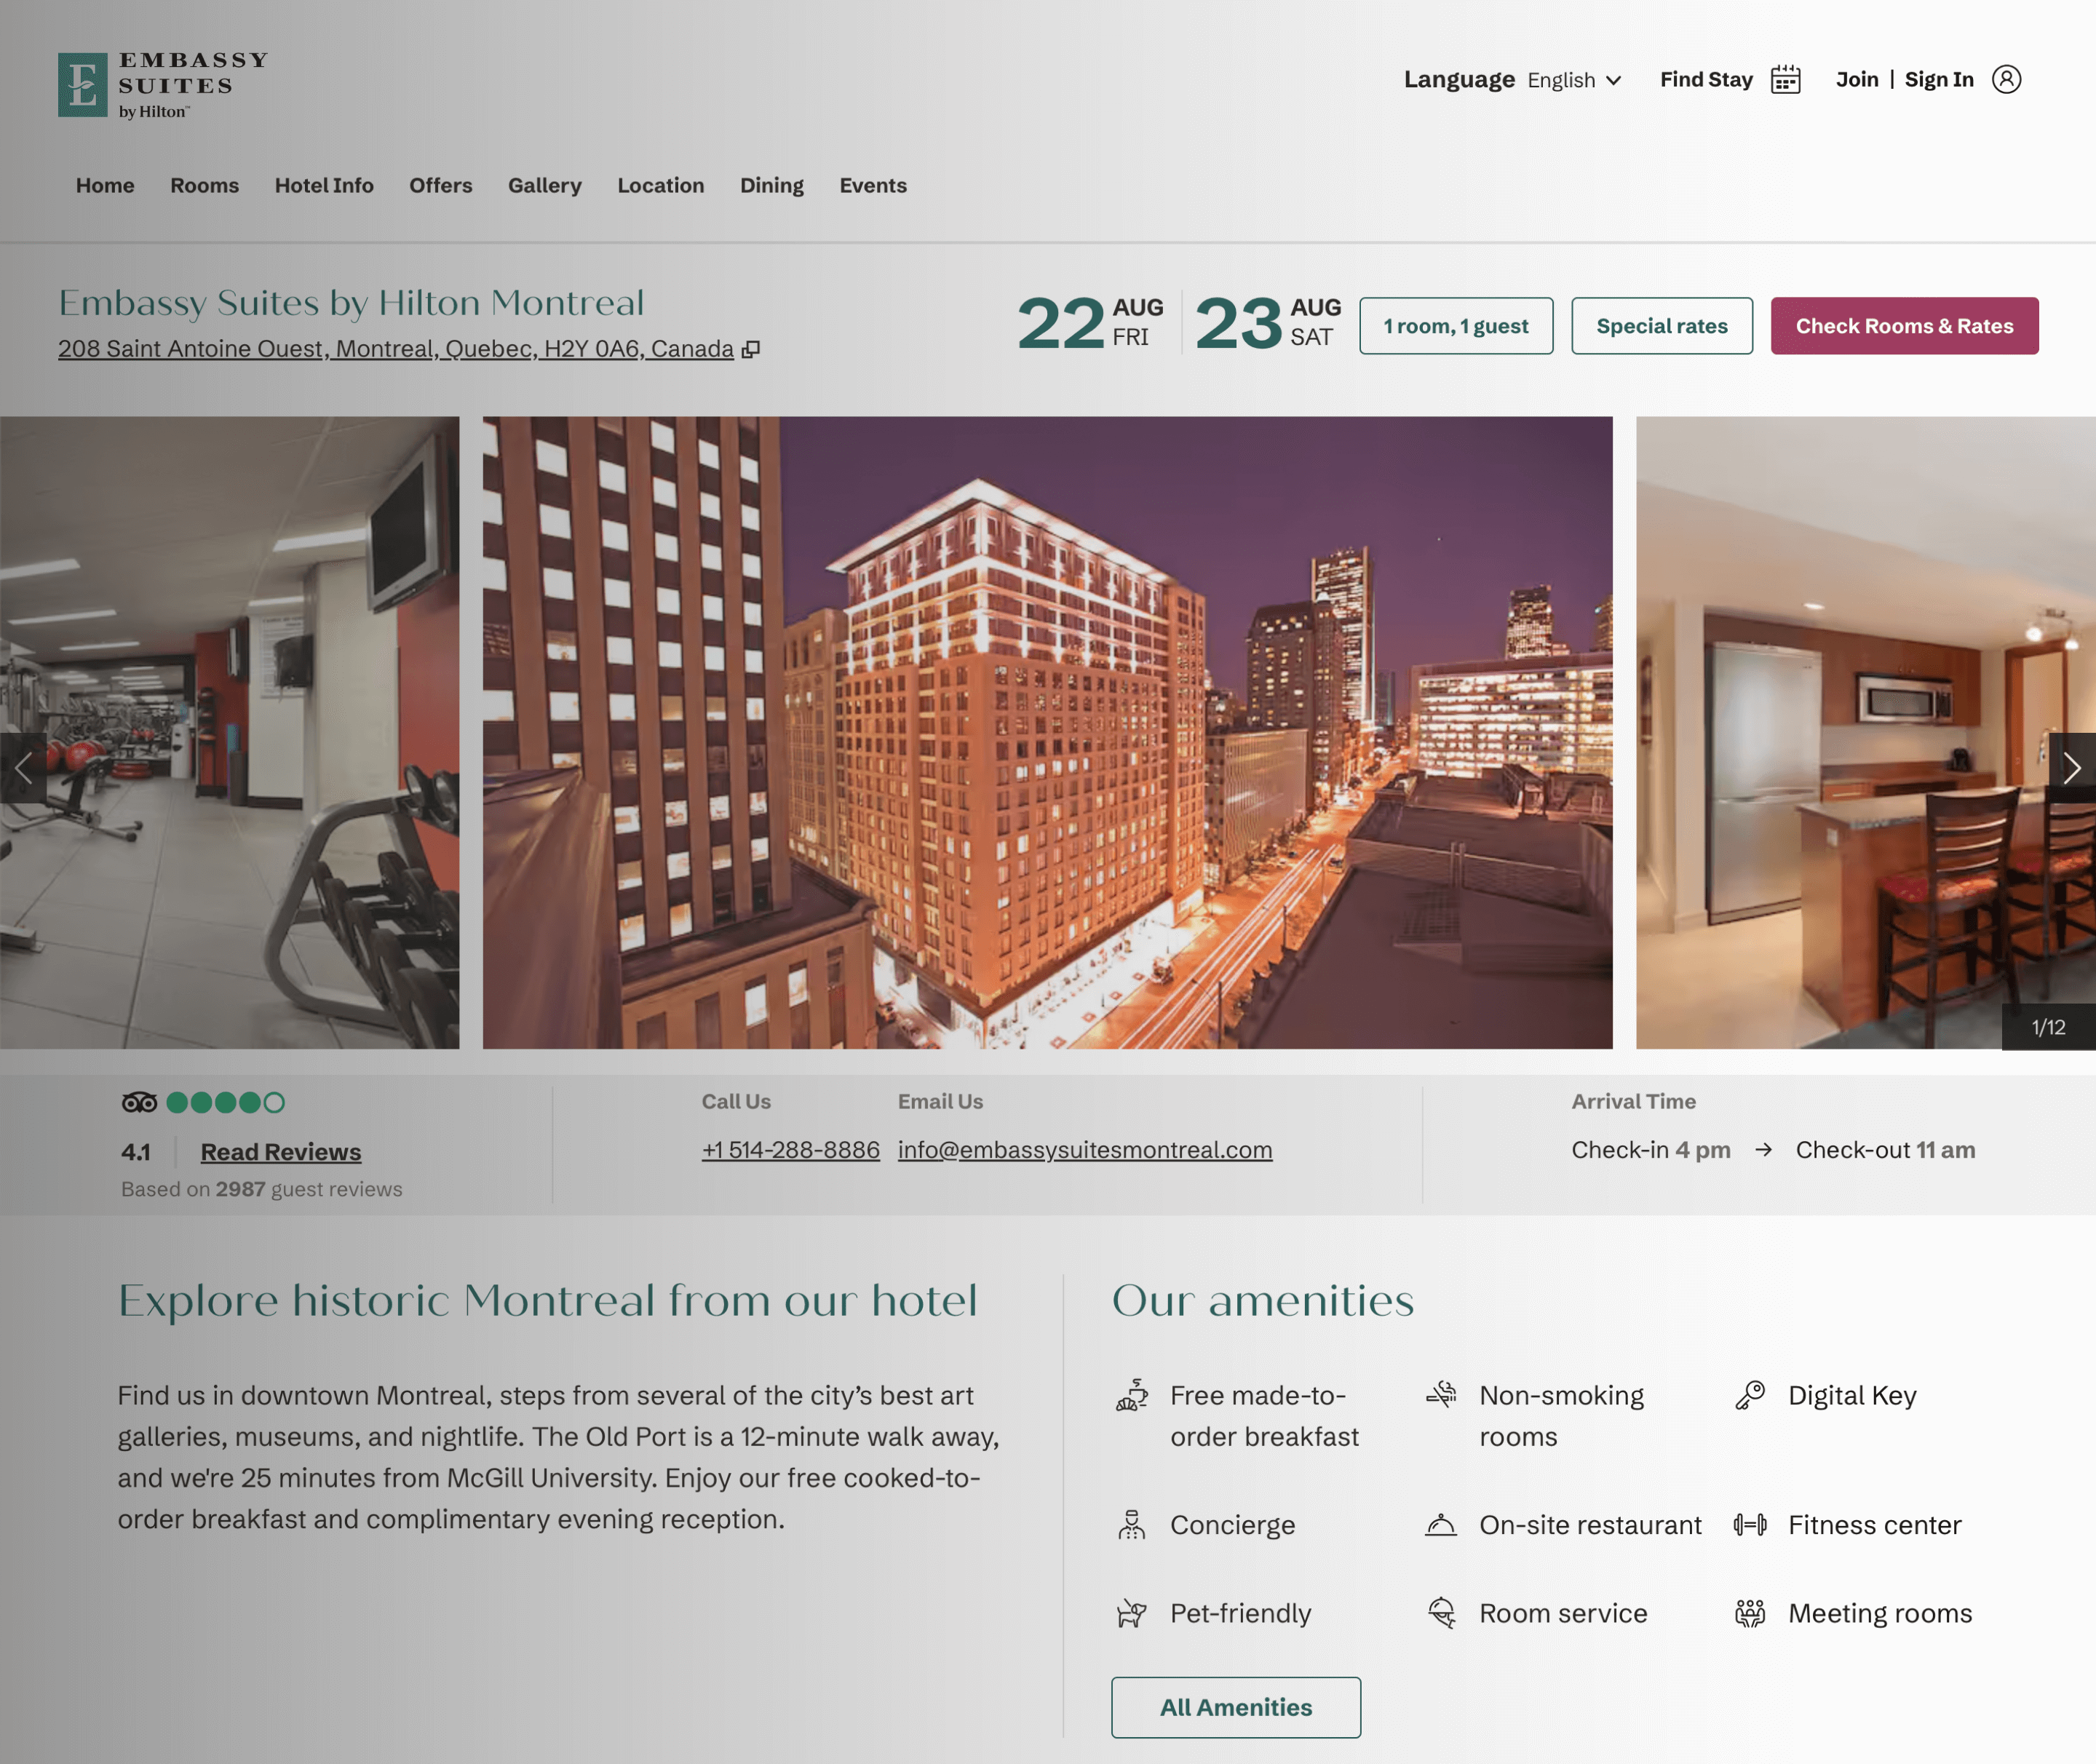 EMBASSY
SUITES
by Hilton™
Language English
Find Stay
Join | Sign In
Home Rooms Hotel Info Offers Gallery Location Dining Events
Embassy Suites by Hilton Montreal
208 Saint Antoine Ouest, Montreal, Quebec, H2Y 0A6, Canada
22 AUG FRI
23 AUG SAT
1 room, 1 guest
Special rates
Check Rooms & Rates
1/12
4.1 Read Reviews
Based on 2987 guest reviews
Call Us
+1 514-288-8886
Email Us
info@embassysuitesmontreal.com
Arrival Time
Check-in 4 pm → Check-out 11 am
Explore historic Montreal from our hotel
Find us in downtown Montreal, steps from several of the city’s best art
galleries, museums, and nightlife. The Old Port is a 12-minute walk away,
and we're 25 minutes from McGill University. Enjoy our free cooked-to-
order breakfast and complimentary evening reception.
Our amenities
Free made-to-
order breakfast
Non-smoking
rooms
Digital Key
Concierge
On-site restaurant
Fitness center
Pet-friendly
Room service
Meeting rooms
All Amenities